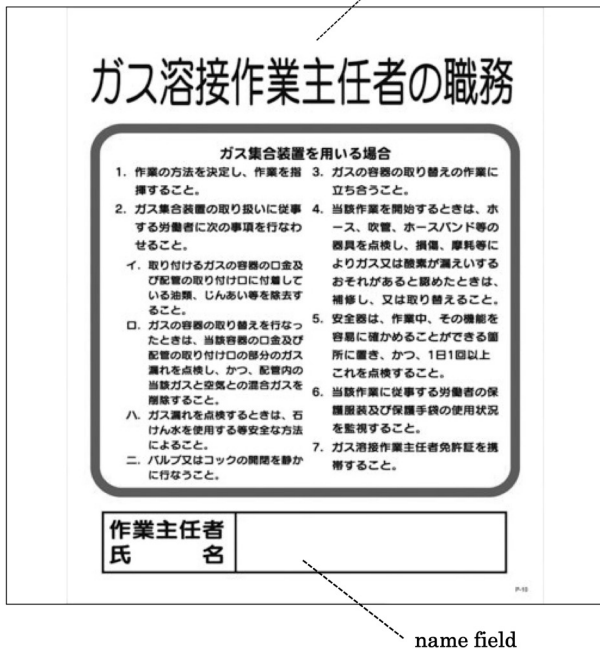 ガス溶接作業主任者の職務
ガス集合装置を用いる場合
1. 作業の方法を決定し、作業を指
揮すること。
2. ガス集合装置の取り扱いに従事
する労働者に次の事項を行なわ
せること。
イ. 取り付けるガスの容器の口金及
び配管の取り付け口に付着して
いる油類、じんあい等を除去す
ること。
ロ. ガスの容器の取り替えを行なっ
たときは、当該容器の口金及び
配管の取り付け口の部分のガス
漏れを点検し、かつ、配管内の
当該ガスと空気との混合ガスを
排除すること。
ハ. ガス漏れを点検するときは、石
けん水を使用する等安全な方法
によること。
ニ. バルブ又はコックの開閉を静か
に行なうこと。
3. ガスの容器の取り替えの作業に
立ち合うこと。
4. 当該作業を開始するときは、ホ
ース、吹管、ホースバンド等の
器具を点検し、損傷、摩耗等に
よりガス又は酸素が漏えいする
おそれがあると認めたときは、
補修し、又は取り替えること。
5. 安全器は、作業中、その機能を
容易に確かめることができる箇
所に置き、かつ、1日1回以上
これを点検すること。
6. 当該作業に従事する労働者の保
護服装及び保護手袋の使用状況
を監視すること。
7. ガス溶接作業主任者免許証を携
帯すること。
作業主任者
氏 名
P-10
name field